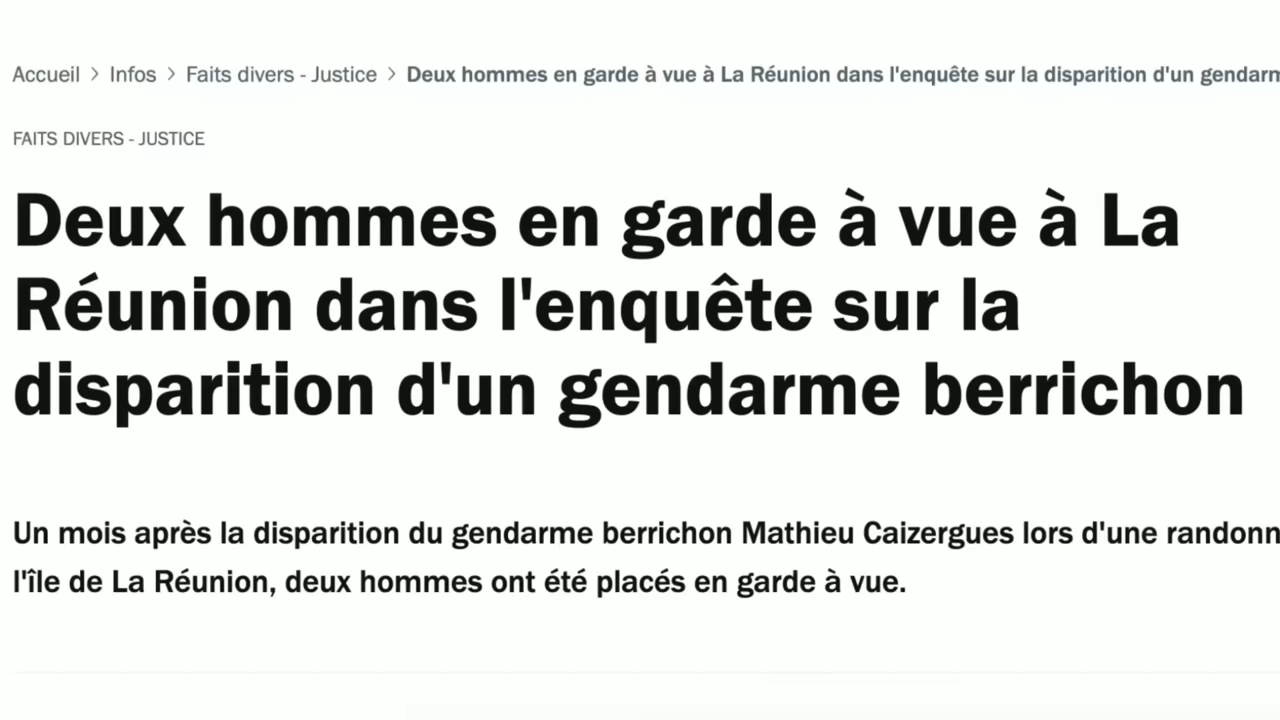 Accueil > Infos > Faits divers - Justice > Deux hommes en garde à vue à La Réunion dans l'enquête sur la disparition d'un gendarm
FAITS DIVERS - JUSTICE
Deux hommes en garde à vue à La
Réunion dans l'enquête sur la
disparition d'un gendarme berrichon
Un mois après la disparition du gendarme berrichon Mathieu Caizergues lors d'une randonn
l'île de La Réunion, deux hommes ont été placés en garde à vue.